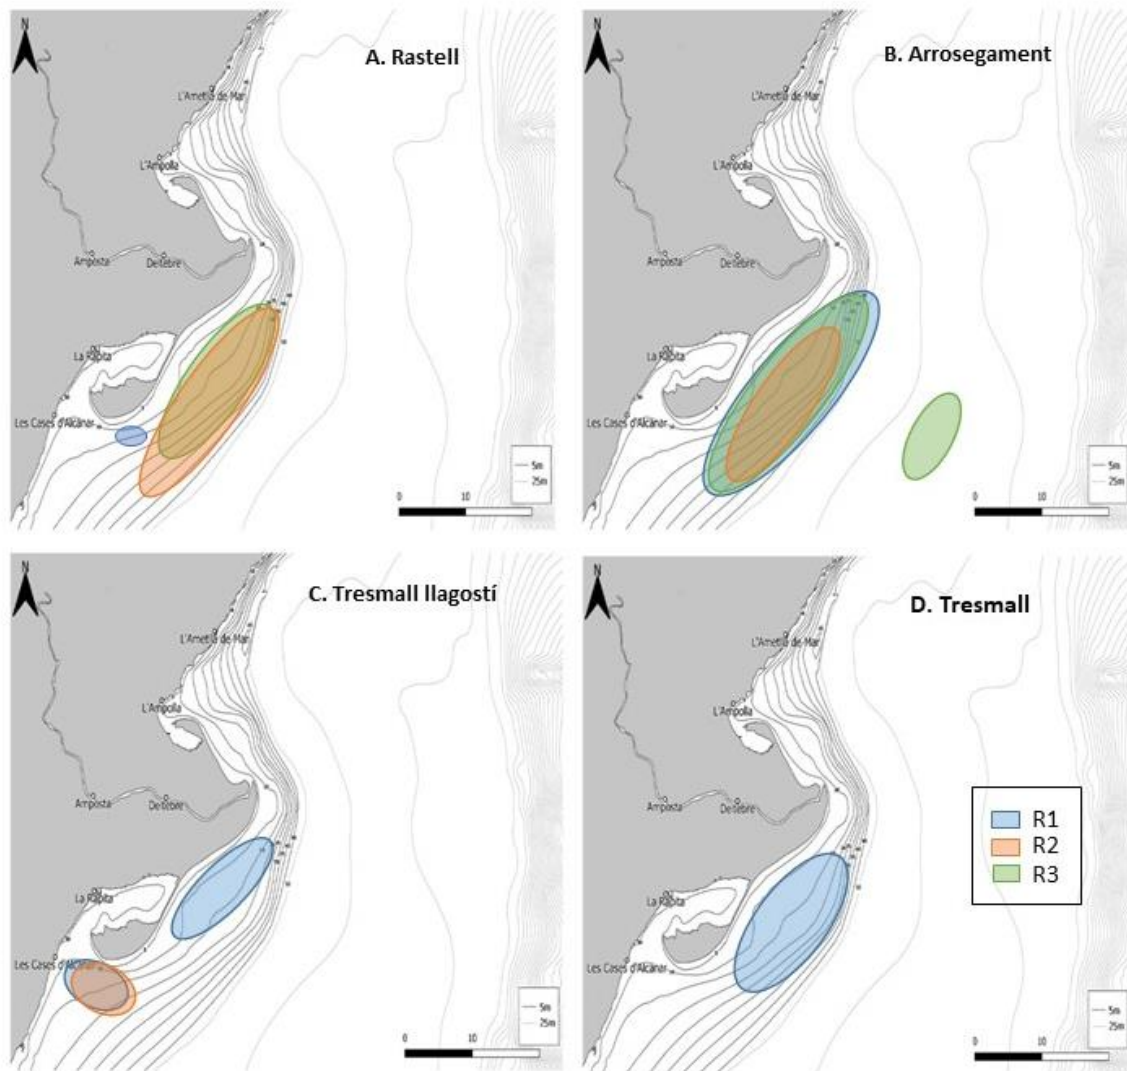 N
A. Rastell
L'Ametlla de Mar
L'Ampolla
Amposta
Deltebre
La Ràpita
Les Cases d'Alcanar
5m
25m
0
10
N
B. Arrosegament
L'Ametlla de Mar
L'Ampolla
Amposta
Deltebre
La Ràpita
Les Cases d'Alcanar
5m
25m
0
10
N
C. Tresmall llagostí
L'Ametlla de Mar
L'Ampolla
Amposta
Deltebre
La Ràpita
Les Cases d'Alcanar
5m
25m
0
10
N
D. Tresmall
L'Ametlla de Mar
L'Ampolla
Amposta
Deltebre
R1
R2
R3
La Ràpita
Les Cases d'Alcanar
5m
25m
0
10